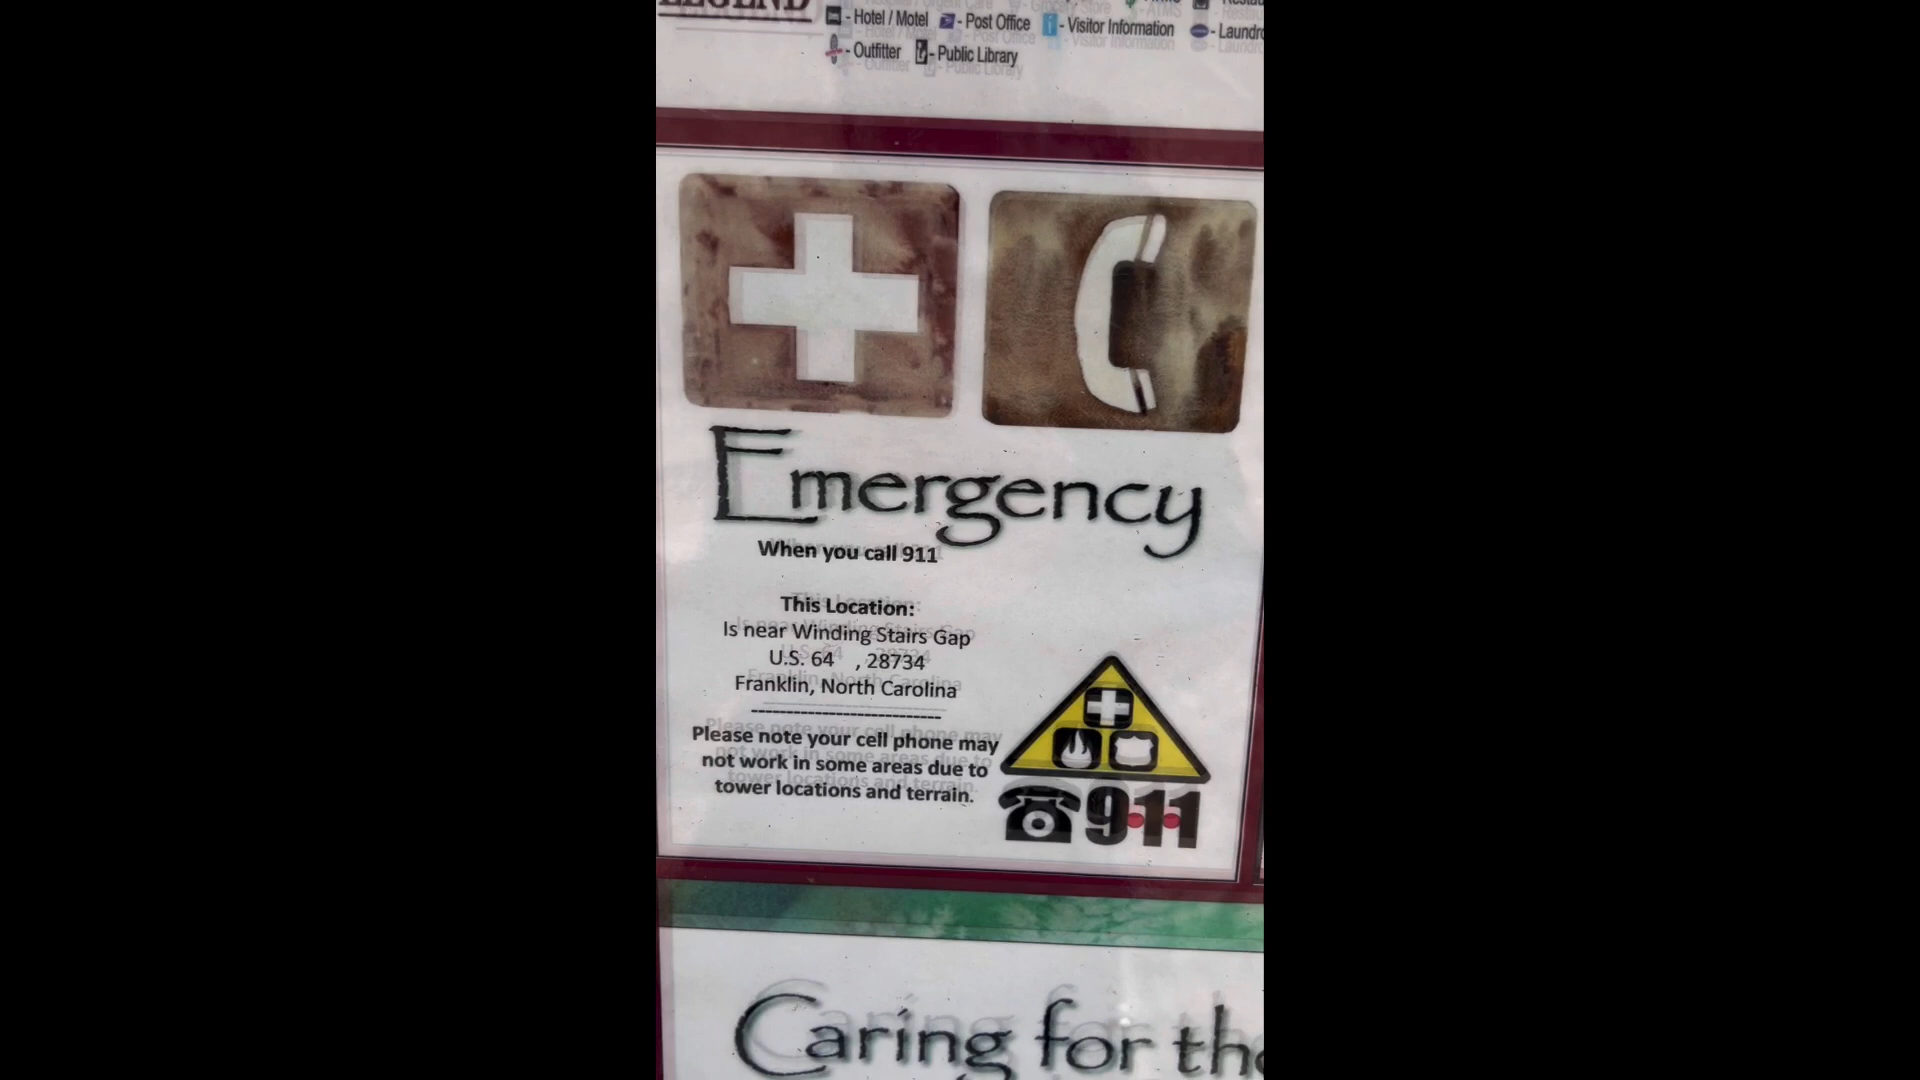 LEGEND
- Hotel / Motel - Post Office - Visitor Information
- Outfitter - Public Library
Emergency
When you call 911
This Location:
Is near Winding Stairs Gap
U.S. 64 , 28734
Franklin, North Carolina
---------------------------
Please note your cell phone may
not work in some areas due to
tower locations and terrain.
911
Caring for